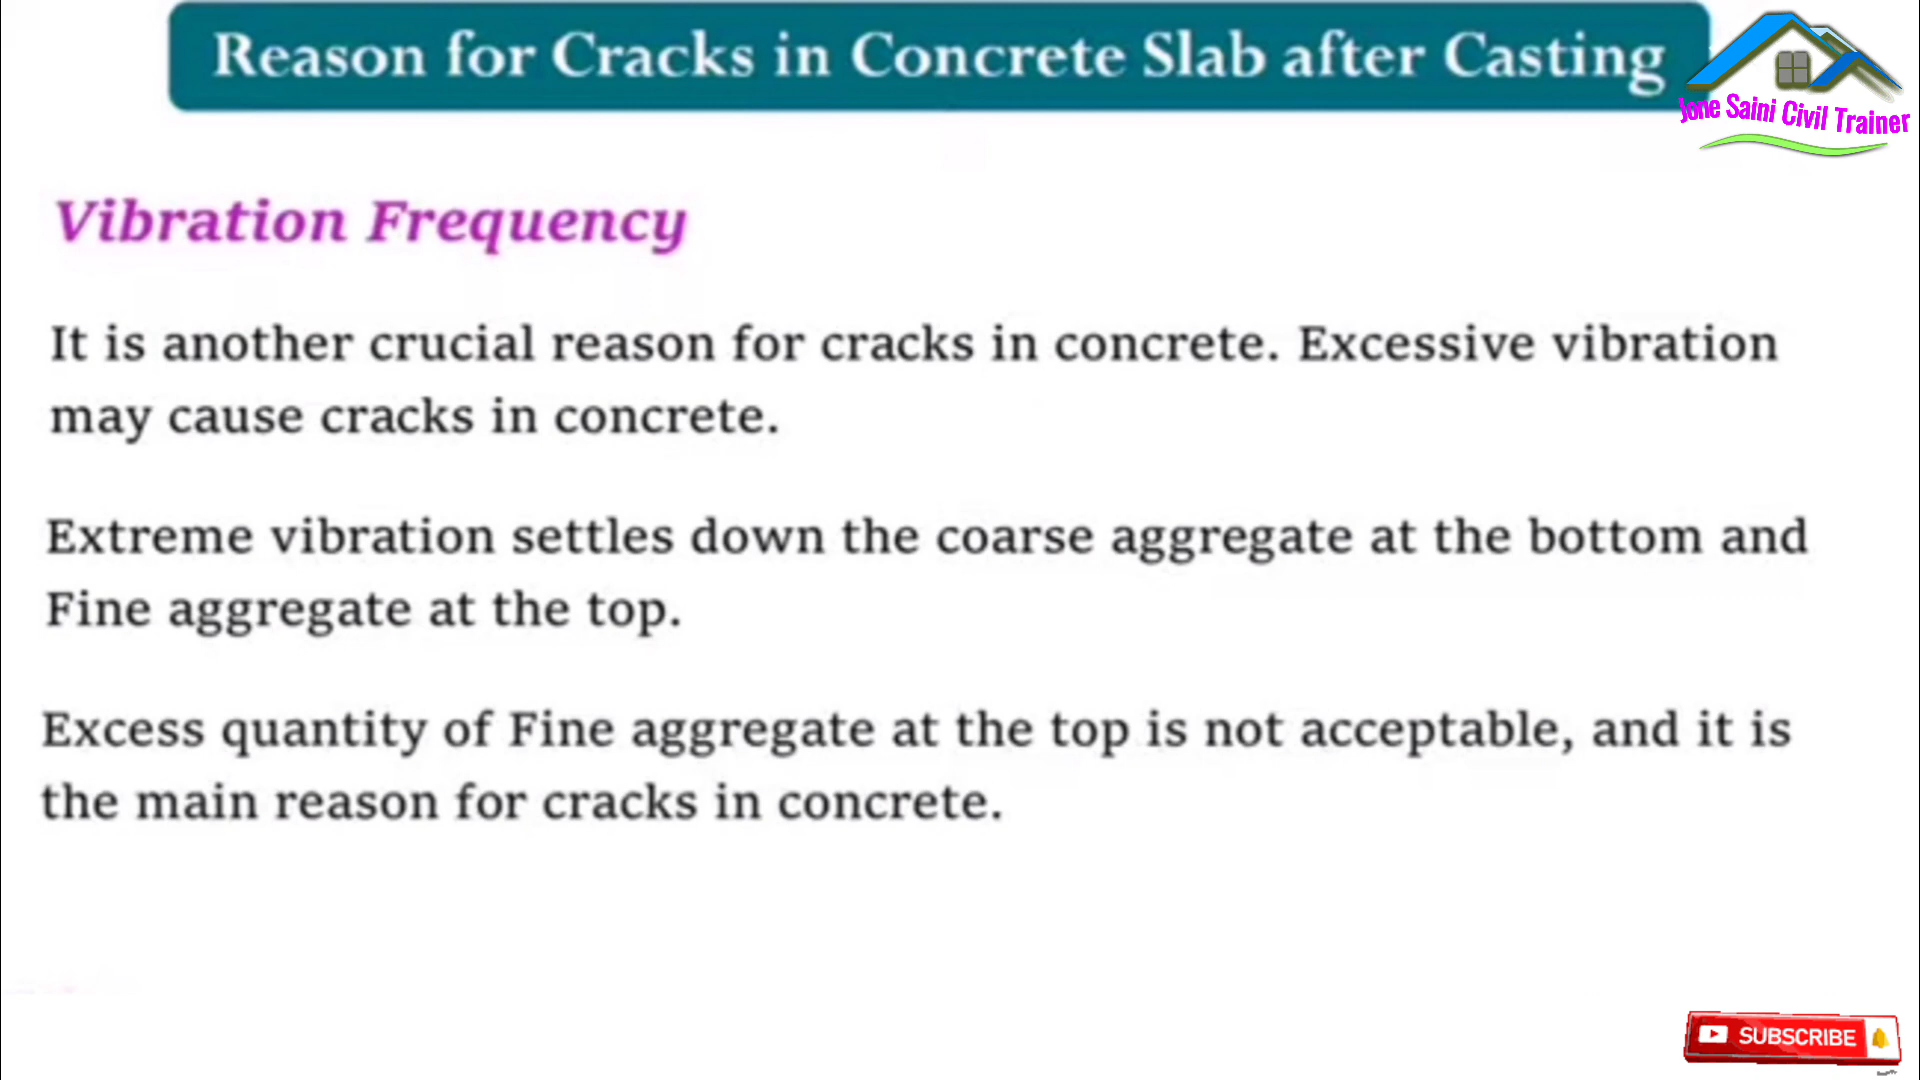 Reason for Cracks in Concrete Slab after Casting
Jone Saini Civil Trainer
Vibration Frequency
It is another crucial reason for cracks in concrete. Excessive vibration
may cause cracks in concrete.
Extreme vibration settles down the coarse aggregate at the bottom and
Fine aggregate at the top.
Excess quantity of Fine aggregate at the top is not acceptable, and it is
the main reason for cracks in concrete.
SUBSCRIBE